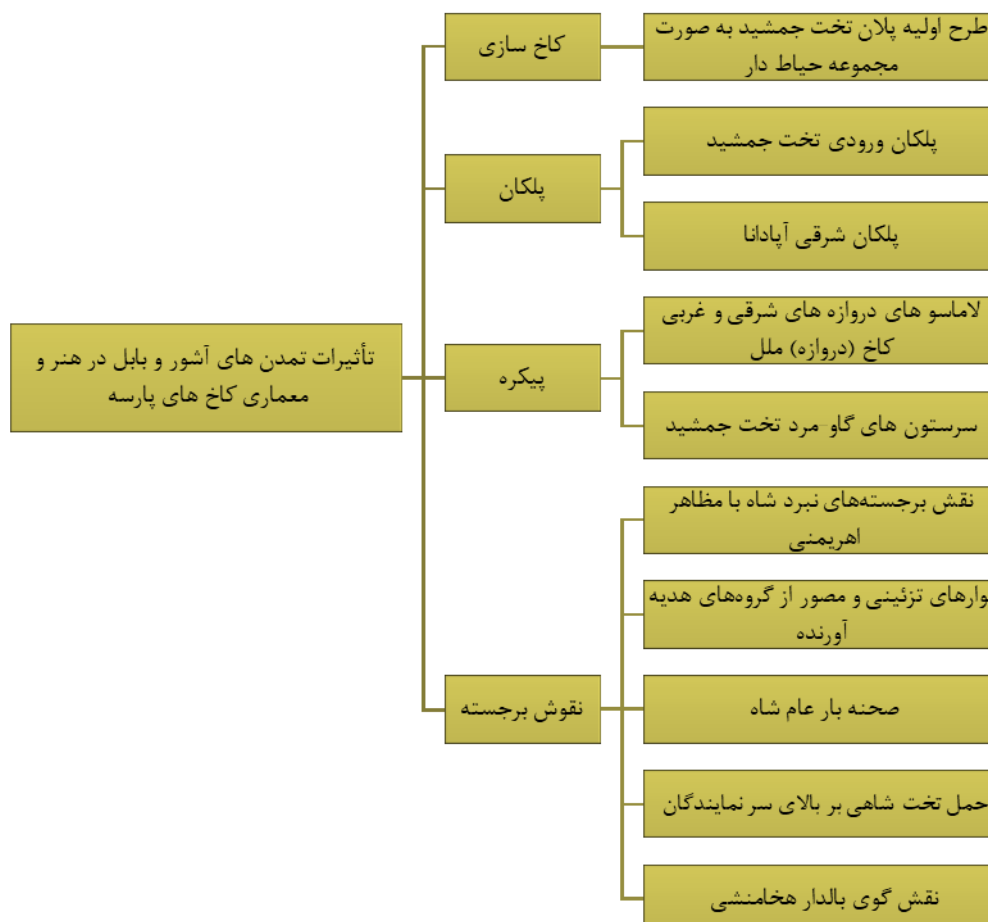 تأثیرات تمدن های آشور و بابل در هنر و
معماری کاخ های پارسه
کاخ سازی
طرح اولیه پلان تخت جمشید به صورت
مجموعه حیاط دار
پلکان
پلکان ورودی تخت جمشید
پلکان شرقی آپادانا
پیکره
لاماسو های دروازه های شرقی و غربی
کاخ (دروازه) ملل
سرستون های گاو-مرد تخت جمشید
نقوش برجسته
نقش برجسته‌های نبرد شاه با مظاهر
اهریمنی
وارهای تزئینی و مصور از گروه‌های هدیه
آورنده
صحنه بار عام شاه
حمل تخت شاهی بر بالای سر نمایندگان
نقش گوی بالدار هخامنشی